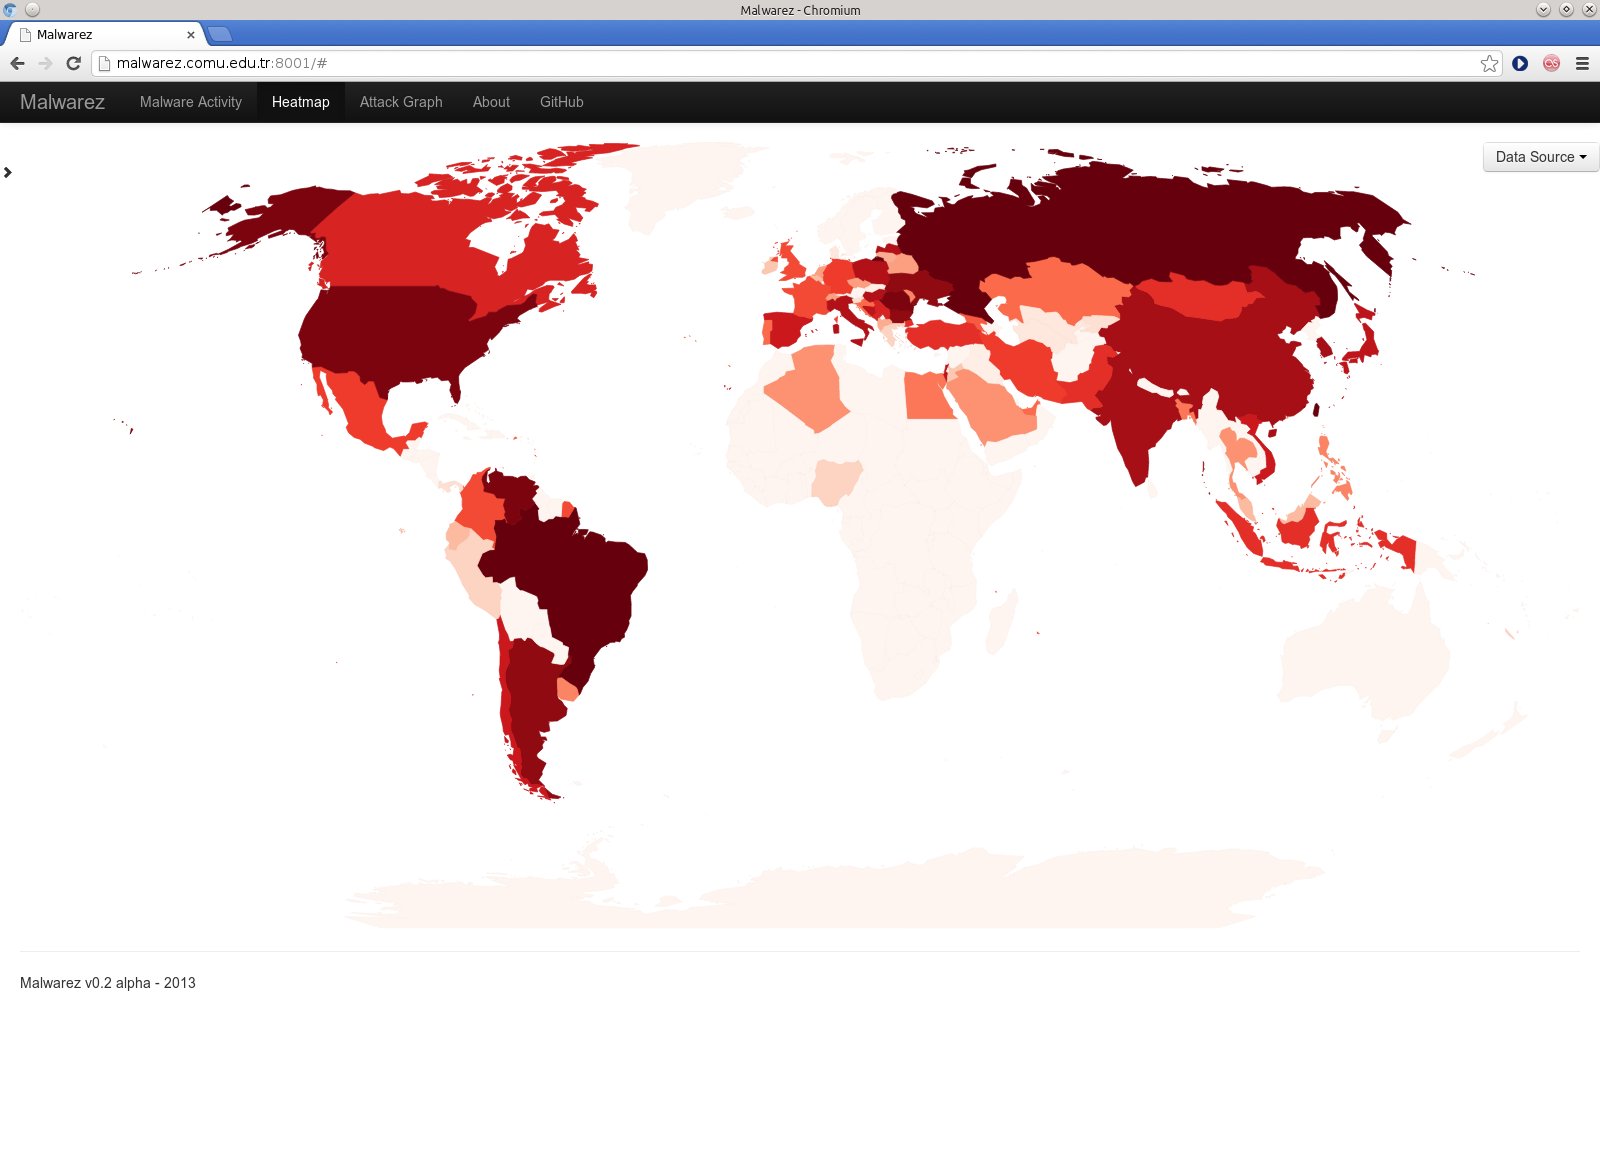 Malwarez - Chromium
Malwarez
malwarez.comu.edu.tr:8001/#
Malwarez Malware Activity Heatmap Attack Graph About GitHub
Data Source
Malwarez v0.2 alpha - 2013